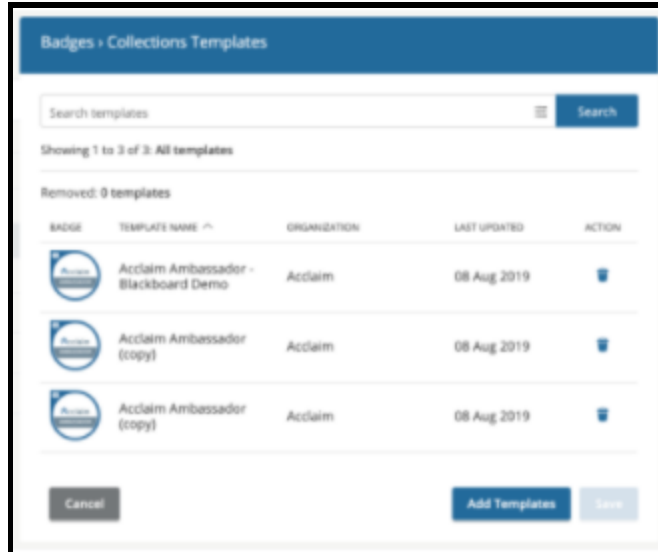 Badges › Collections Templates
Search templates
Search
Showing 1 to 3 of 3: All templates
Removed: 0 templates
BADGE TEMPLATE NAME ORGANIZATION LAST UPDATED ACTION
Acclaim Ambassador -
Blackboard Demo
Acclaim
08 Aug 2019
Acclaim Ambassador
(copy)
Acclaim
08 Aug 2019
Acclaim Ambassador
(copy)
Acclaim
08 Aug 2019
Cancel
Add Templates
Save